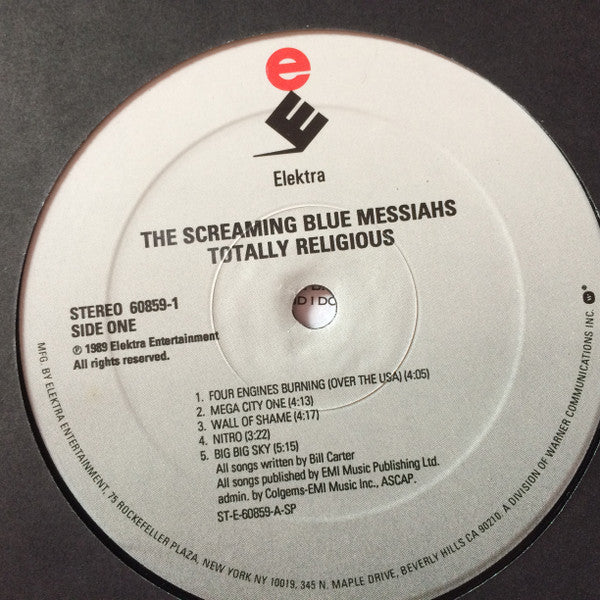 e
E
Elektra
THE SCREAMING BLUE MESSIAHS
TOTALLY RELIGIOUS
STEREO 60859-1
SIDE ONE
℗ 1989 Elektra Entertainment
All rights reserved.
1. FOUR ENGINES BURNING (OVER THE USA) (4:05)
2. MEGA CITY ONE (4:13)
3. WALL OF SHAME (4:17)
4. NITRO (3:22)
5. BIG BIG SKY (5:15)
All songs written by Bill Carter
All songs published by EMI Music Publishing Ltd.
admin. by Colgems-EMI Music Inc., ASCAP.
ST-E-60859-A-SP
MFG. BY ELEKTRA ENTERTAINMENT, 75 ROCKEFELLER PLAZA, NEW YORK NY 10019, 345 N. MAPLE DRIVE, BEVERLY HILLS CA 90210. A DIVISION OF WARNER COMMUNICATIONS INC.